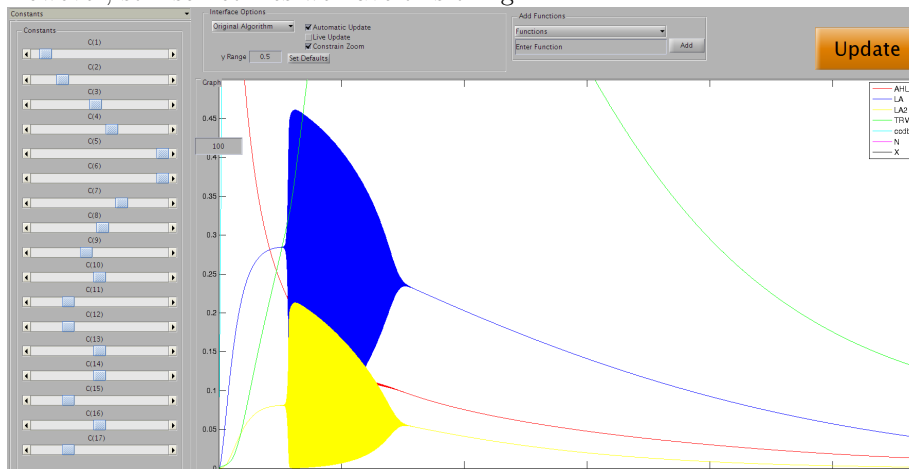 Constants
Interface Options
Original Algorithm
Automatic Update
Live Update
Constrain Zoom
y Range 0.5 Set Defaults
Add Functions
Functions
Enter Function
Add
Update
Constants
C(1)
C(2)
C(3)
C(4)
C(5)
C(6)
C(7)
C(8)
C(9)
C(10)
C(11)
C(12)
C(13)
C(14)
C(15)
C(16)
C(17)
Graph
100
0.45
0.4
0.35
0.3
0.25
0.2
0.15
0.1
0.05
0
AHL
LA
LA2
TRV
N
X